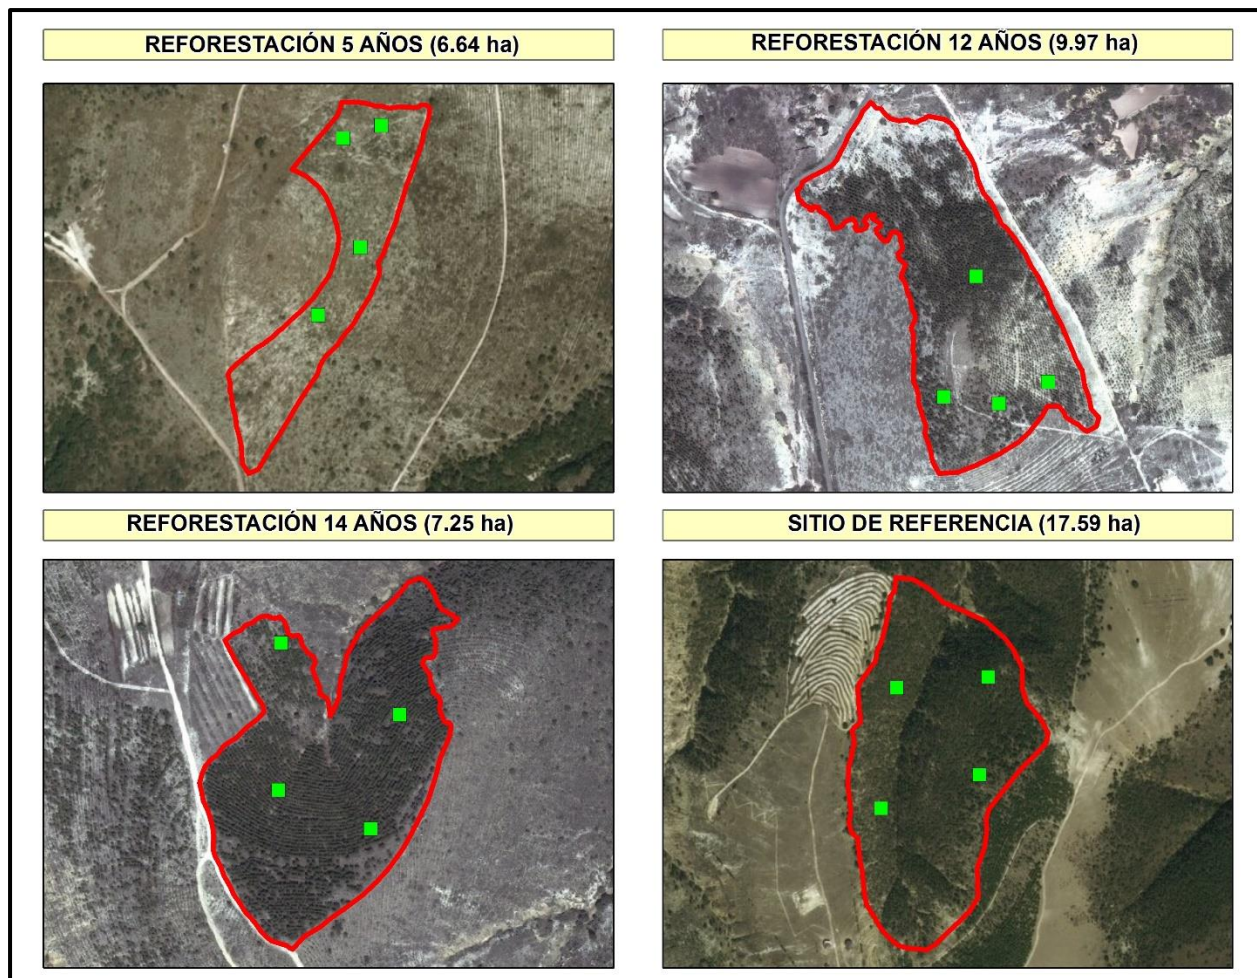 REFORESTACIÓN 5 AÑOS (6.64 ha)
REFORESTACIÓN 12 AÑOS (9.97 ha)
REFORESTACIÓN 14 AÑOS (7.25 ha)
SITIO DE REFERENCIA (17.59 ha)